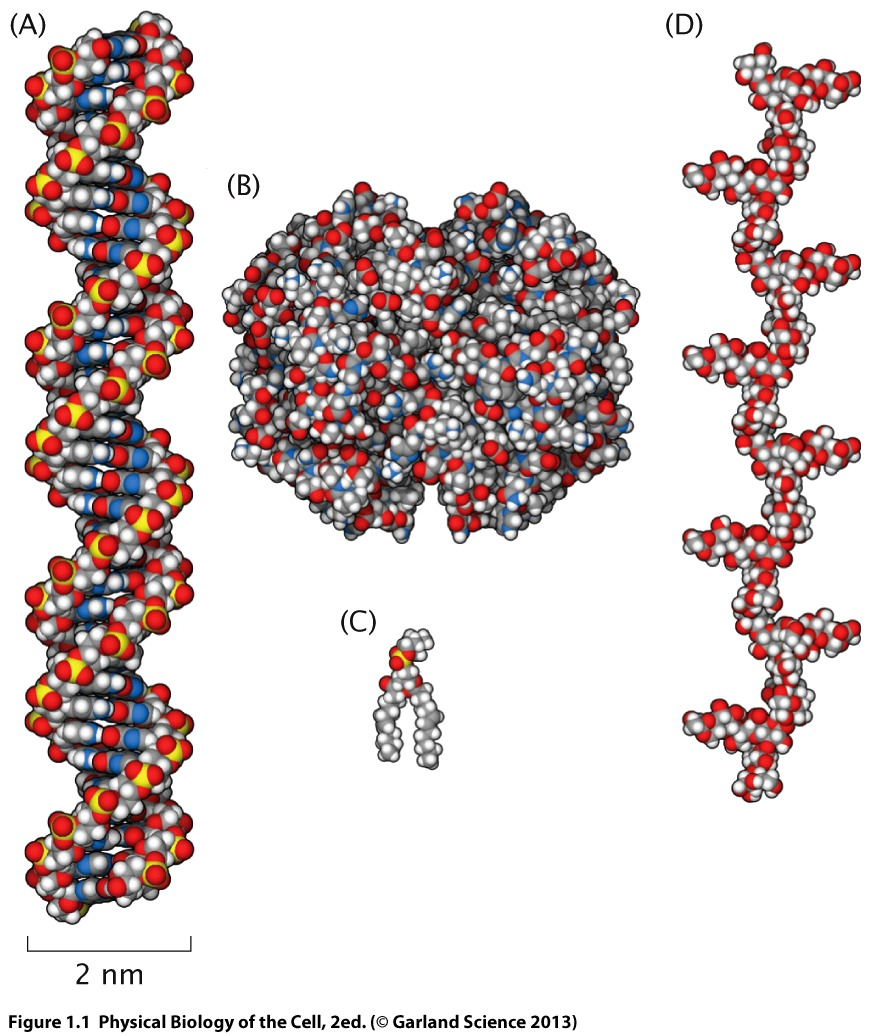 (A)
(D)
(B)
(C)
2 nm
Figure 1.1 Physical Biology of the Cell, 2ed. (© Garland Science 2013)